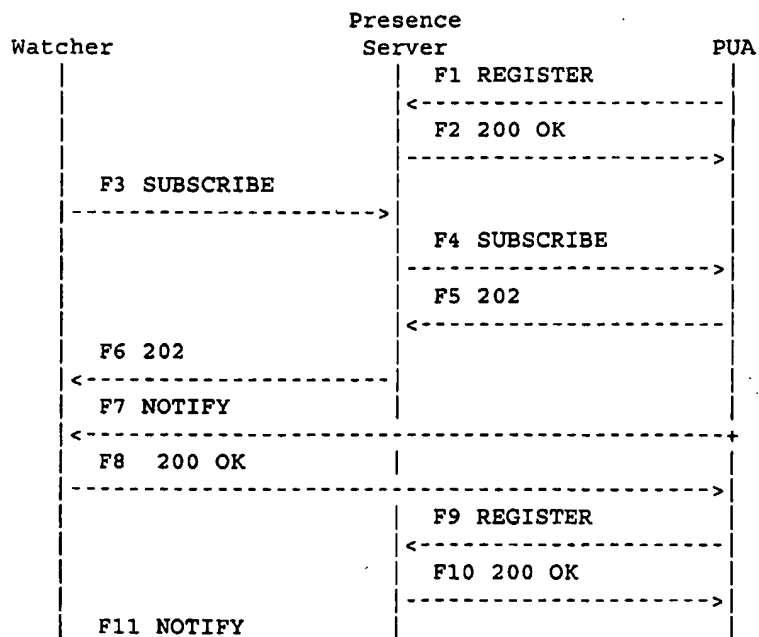 Presence
Watcher Server PUA
F1 REGISTER
F2 200 OK
F3 SUBSCRIBE
F4 SUBSCRIBE
F5 202
F6 202
F7 NOTIFY
F8 200 OK
F9 REGISTER
F10 200 OK
F11 NOTIFY